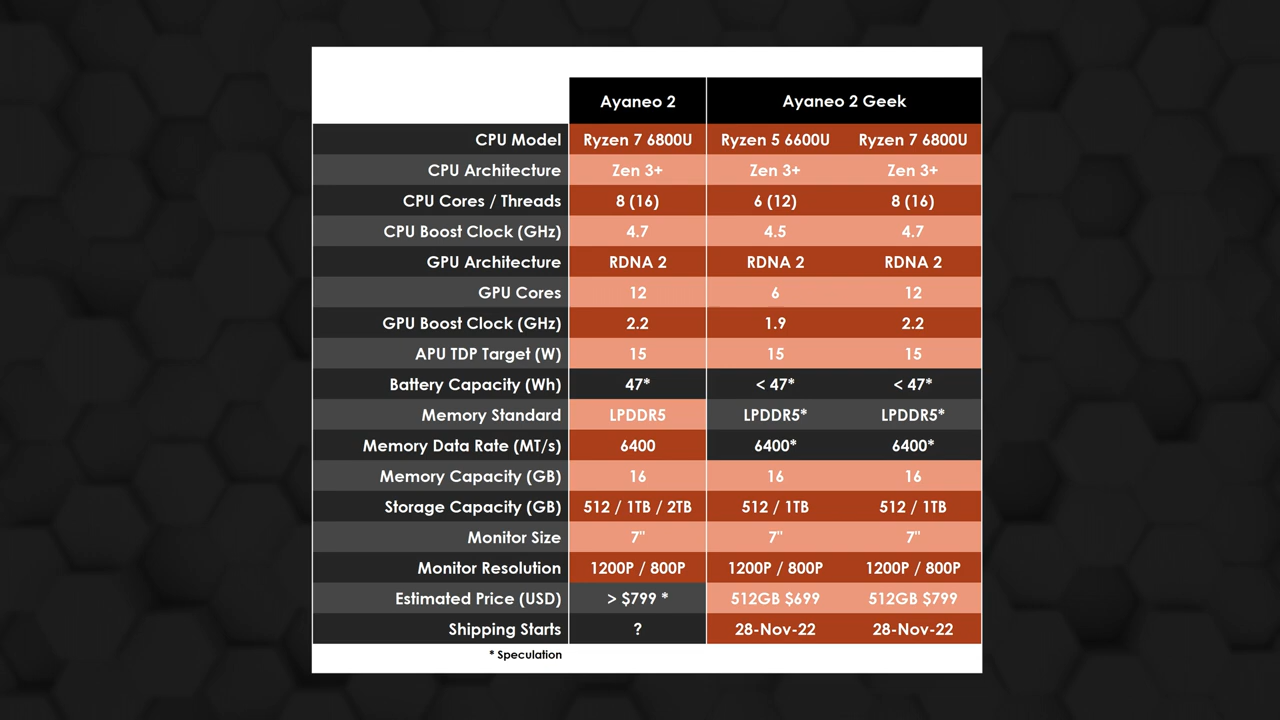 Ayaneo 2 Ayaneo 2 Geek
CPU Model Ryzen 7 6800U Ryzen 5 6600U Ryzen 7 6800U
CPU Architecture Zen 3+ Zen 3+ Zen 3+
CPU Cores / Threads 8 (16) 6 (12) 8 (16)
CPU Boost Clock (GHz) 4.7 4.5 4.7
GPU Architecture RDNA 2 RDNA 2 RDNA 2
GPU Cores 12 6 12
GPU Boost Clock (GHz) 2.2 1.9 2.2
APU TDP Target (W) 15 15 15
Battery Capacity (Wh) 47* < 47* < 47*
Memory Standard LPDDR5 LPDDR5* LPDDR5*
Memory Data Rate (MT/s) 6400 6400* 6400*
Memory Capacity (GB) 16 16 16
Storage Capacity (GB) 512 / 1TB / 2TB 512 / 1TB 512 / 1TB
Monitor Size 7" 7" 7"
Monitor Resolution 1200P / 800P 1200P / 800P 1200P / 800P
Estimated Price (USD) > $799 * 512GB $699 512GB $799
Shipping Starts ? 28-Nov-22 28-Nov-22
* Speculation